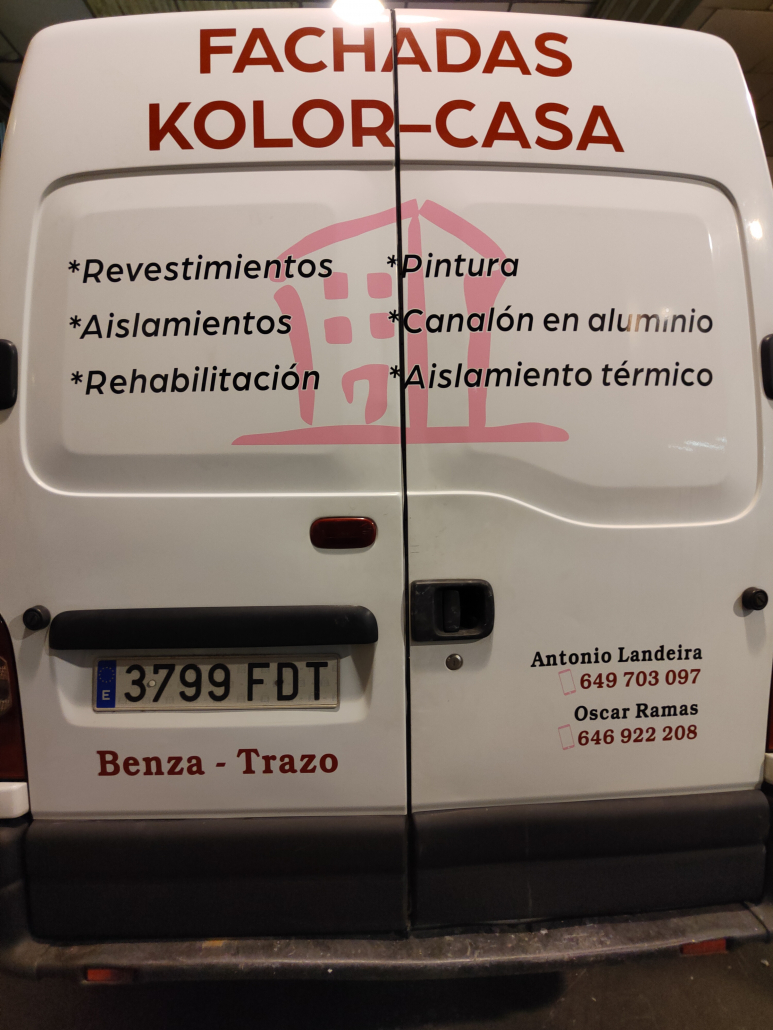 FACHADAS
KOLOR-CASA
*Revestimientos
*Aislamientos
*Rehabilitación
*Pintura
*Canalón en aluminio
*Aislamiento térmico
E 3799 FDT
Benza - Trazo
Antonio Landeira
649 703 097
Oscar Ramas
646 922 208